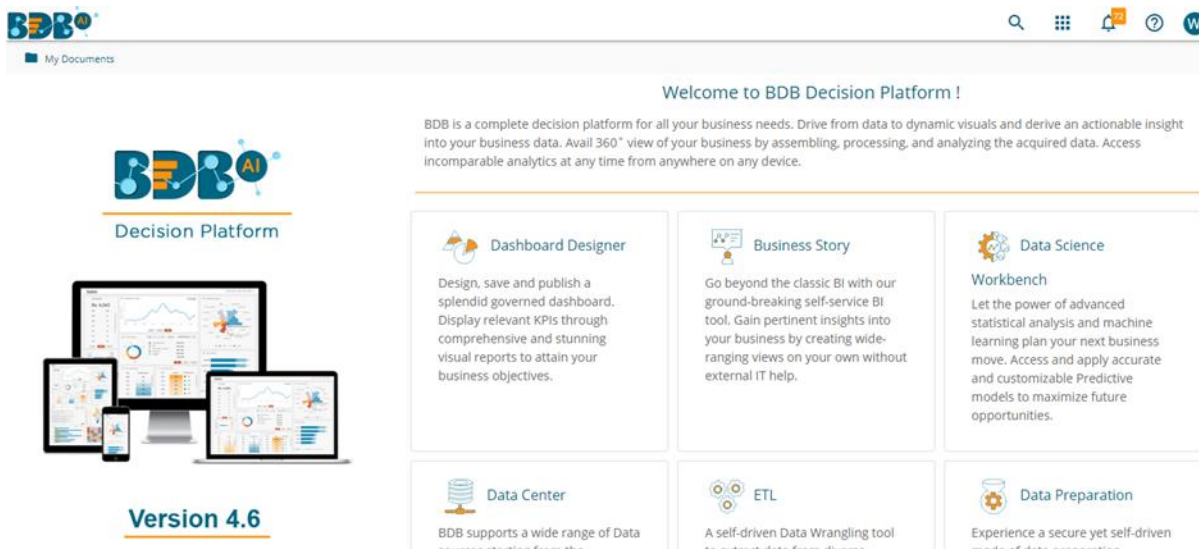 BDB AI
72
W
My Documents
Welcome to BDB Decision Platform !
BDB is a complete decision platform for all your business needs. Drive from data to dynamic visuals and derive an actionable insight
into your business data. Avail 360° view of your business by assembling, processing, and analyzing the acquired data. Access
incomparable analytics at any time from anywhere on any device.
BDB AI
Decision Platform
Version 4.6
Dashboard Designer
Design, save and publish a
splendid governed dashboard.
Display relevant KPIs through
comprehensive and stunning
visual reports to attain your
business objectives.
Business Story
Go beyond the classic BI with our
ground-breaking self-service BI
tool. Gain pertinent insights into
your business by creating wide-
ranging views on your own without
external IT help.
Data Science
Workbench
Let the power of advanced
statistical analysis and machine
learning plan your next business
move. Access and apply accurate
and customizable Predictive
models to maximize future
opportunities.
Data Center
BDB supports a wide range of Data
ETL
A self-driven Data Wrangling tool
Data Preparation
Experience a secure yet self-driven